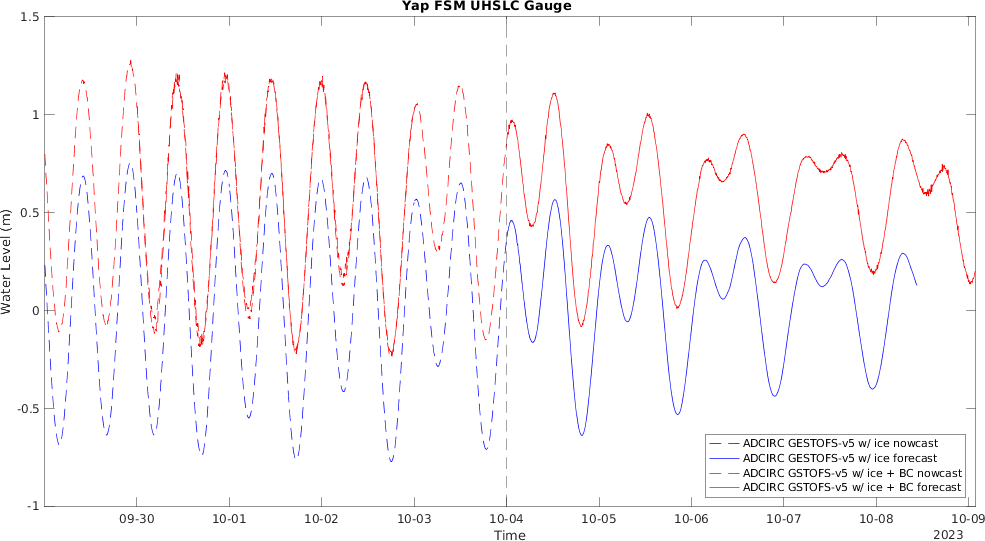 Yap FSM UHSLC Gauge
1.5
1
0.5
0
-0.5
-1
Water Level (m)
09-30
10-01
10-02
10-03
10-04
10-05
10-06
10-07
10-08
10-09
Time
2023
ADCIRC GESTOFS-v5 w/ ice nowcast
ADCIRC GESTOFS-v5 w/ ice forecast
ADCIRC GSTOFS-v5 w/ ice + BC nowcast
ADCIRC GSTOFS-v5 w/ ice + BC forecast